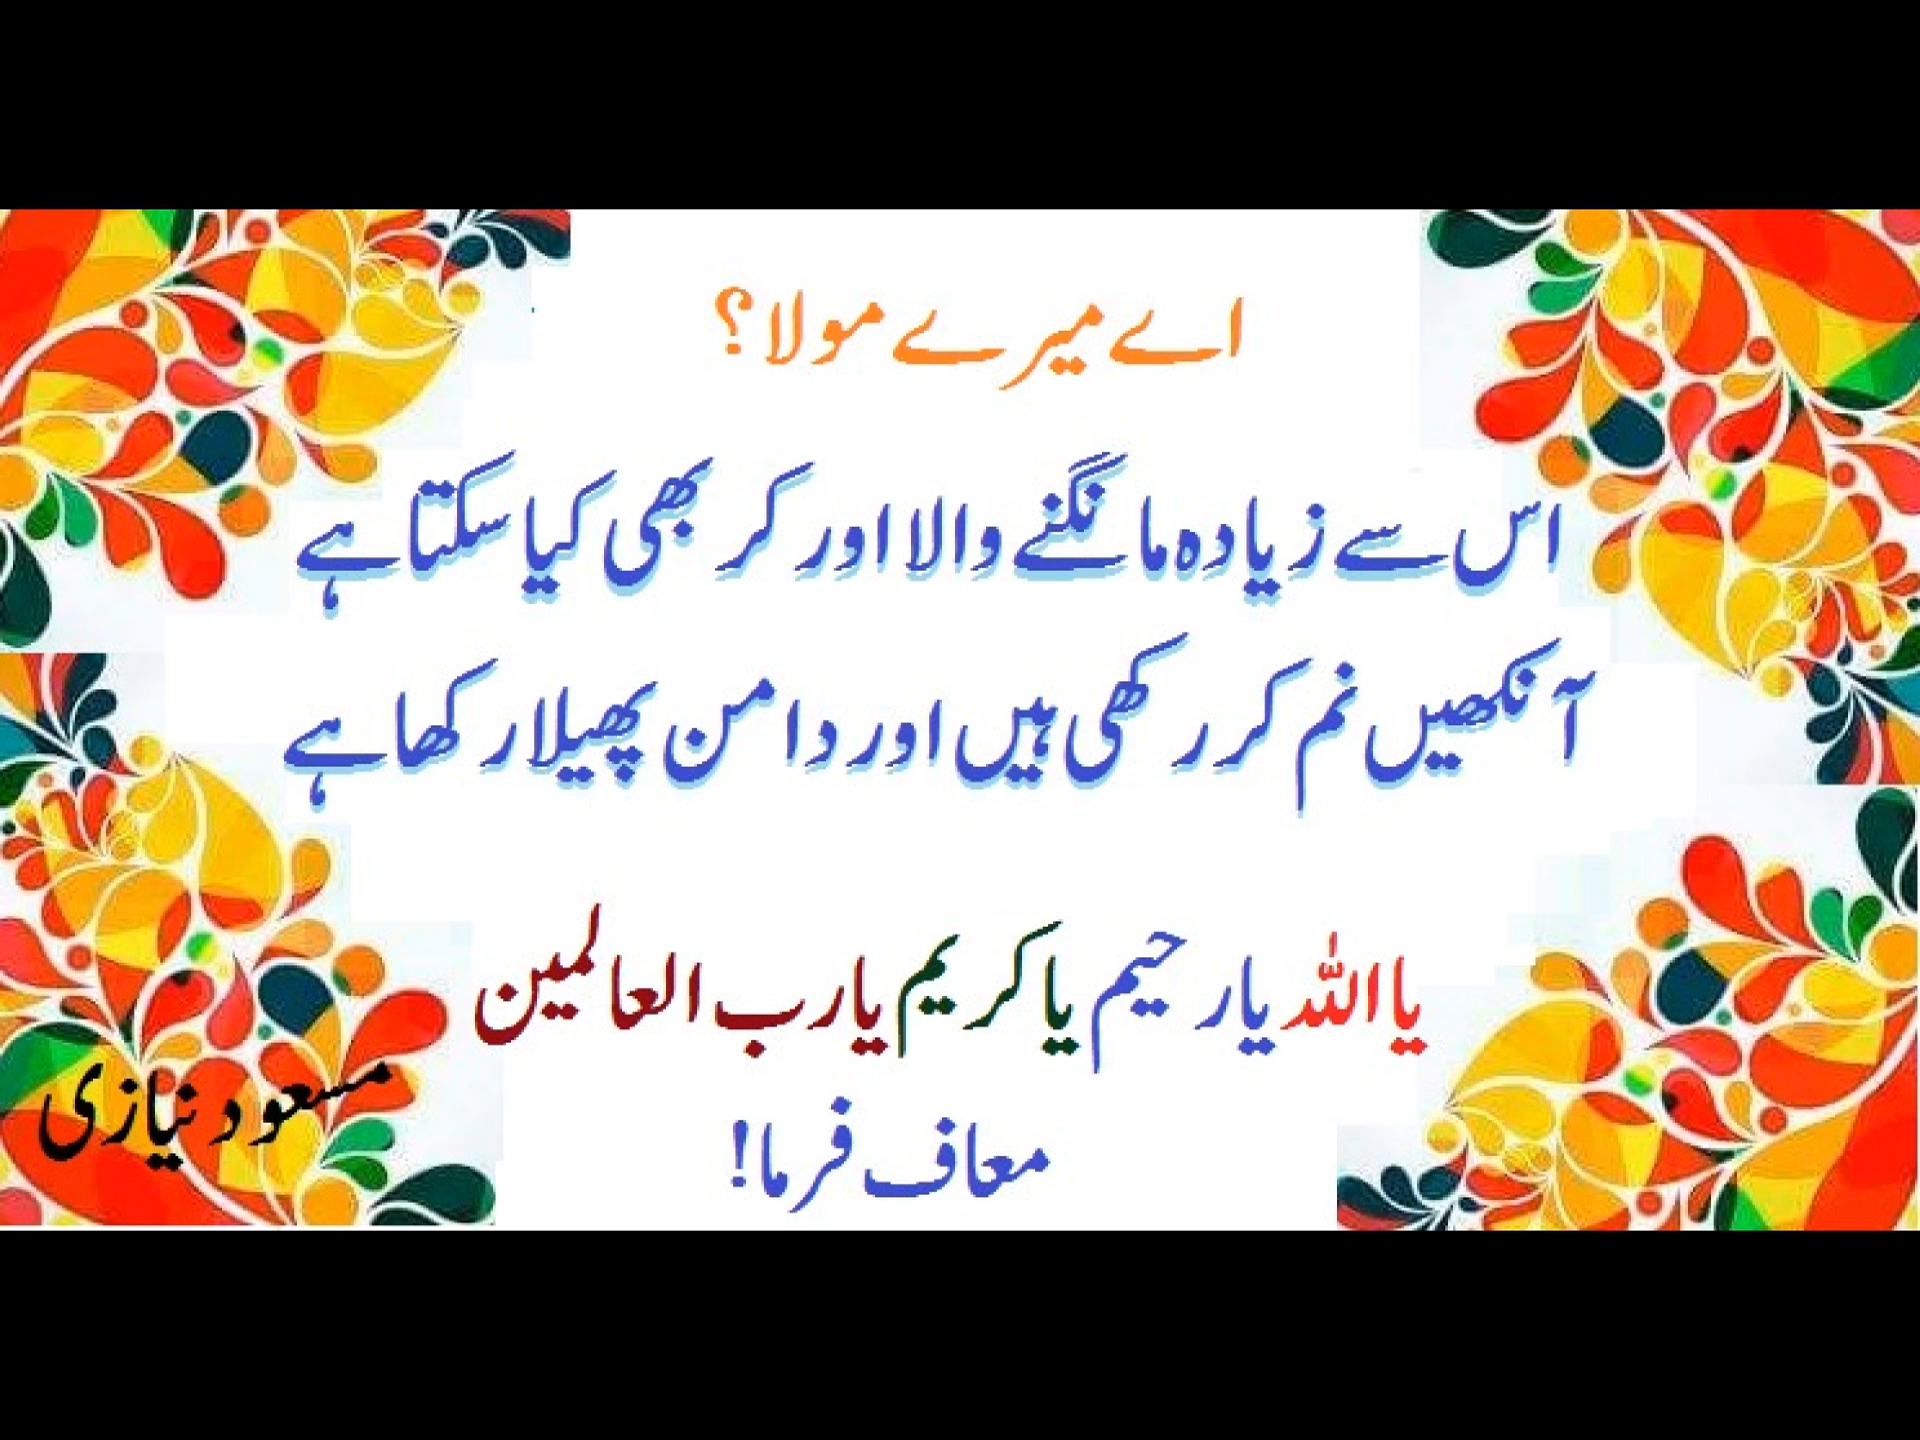 اے میرے مولا؟
اس سے زیادہ مانگنے والا اور کر بھی کیا سکتا ہے
آنکھیں نم کر رکھی ہیں اور دامن پھیلا رکھا ہے
یا اللہ یا رحیم یا کریم یا رب العالمین
معاف فرما!
مسعود نیازی